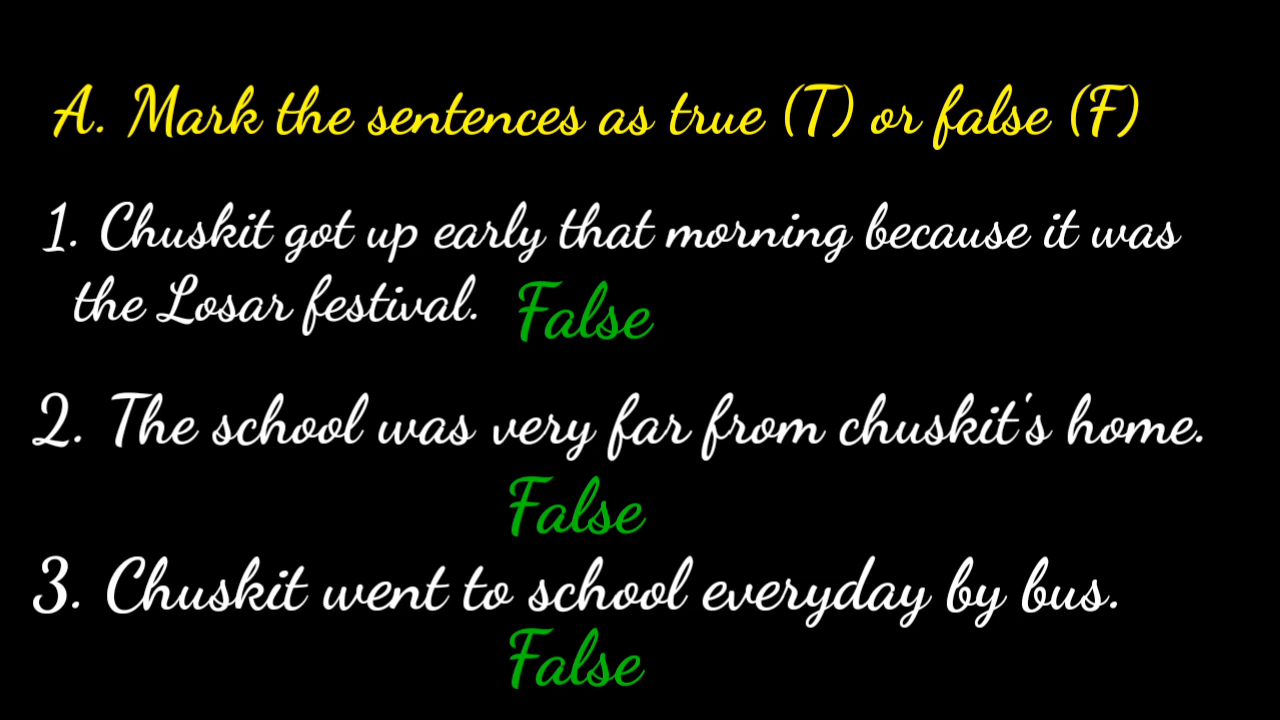 A. Mark the sentences as true (T) or false (F)
1. Chuskit got up early that morning because it was
the Losar festival. False
2. The school was very far from chuskit's home.
False
3. Chuskit went to school everyday by bus.
False